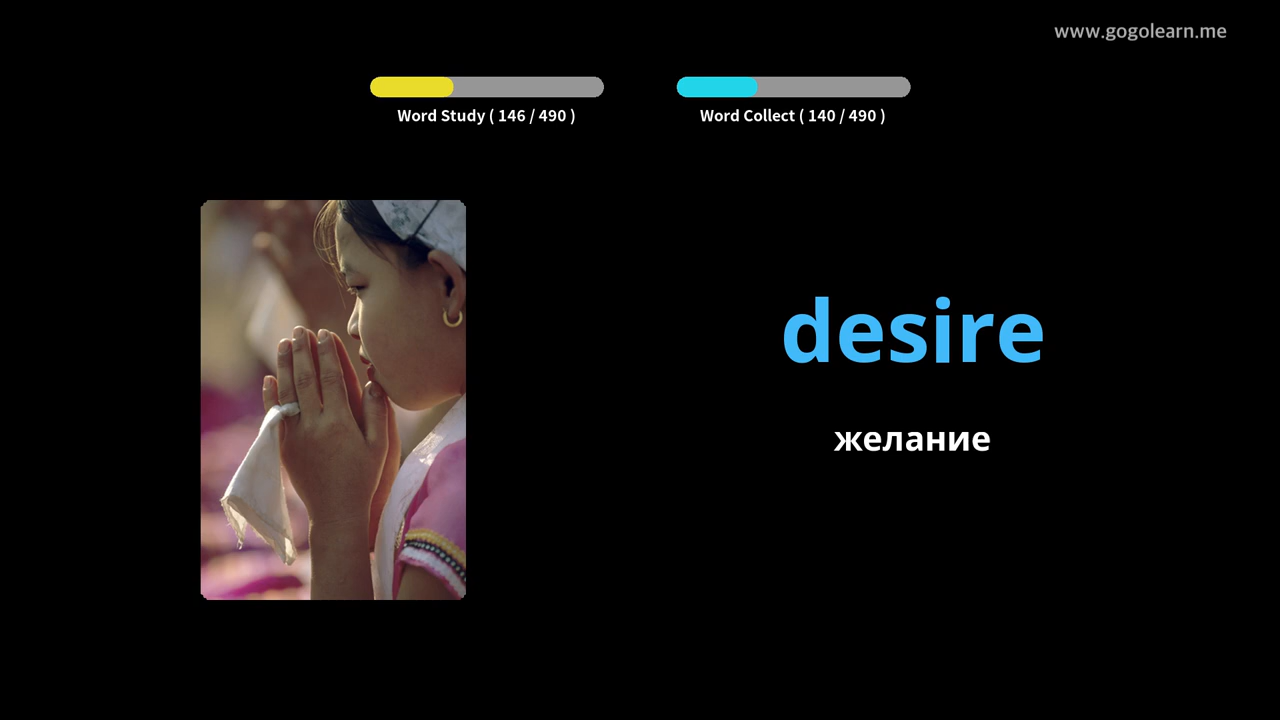 www.gogolearn.me
Word Study ( 146 / 490 )
Word Collect ( 140 / 490 )
desire
желание